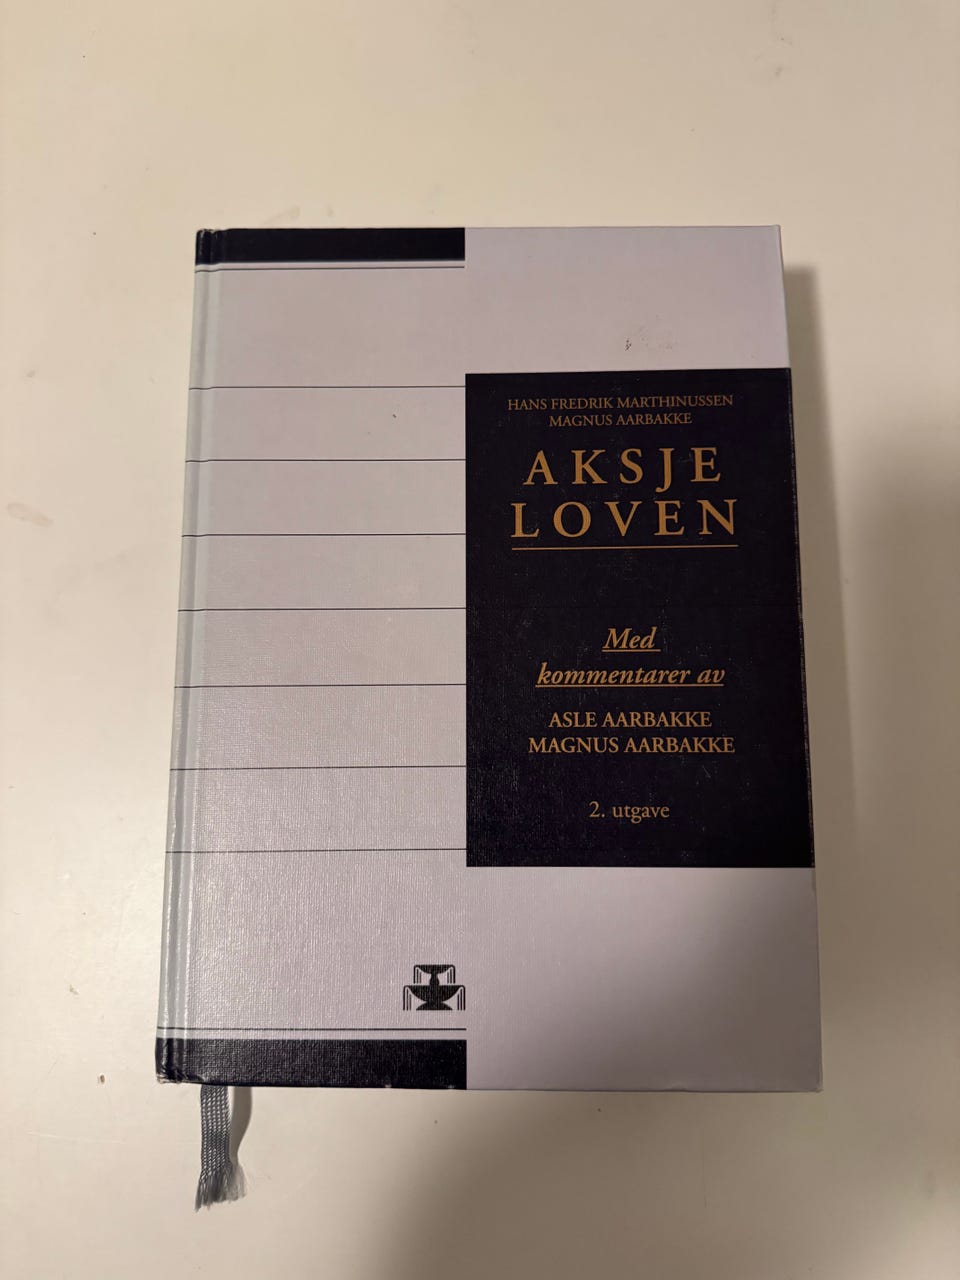 HANS FREDRIK MARTHINUSSEN
MAGNUS AARBAKKE
AKSJE
LOVEN
Med
kommentarer av
ASLE AARBAKKE
MAGNUS AARBAKKE
2. utgave